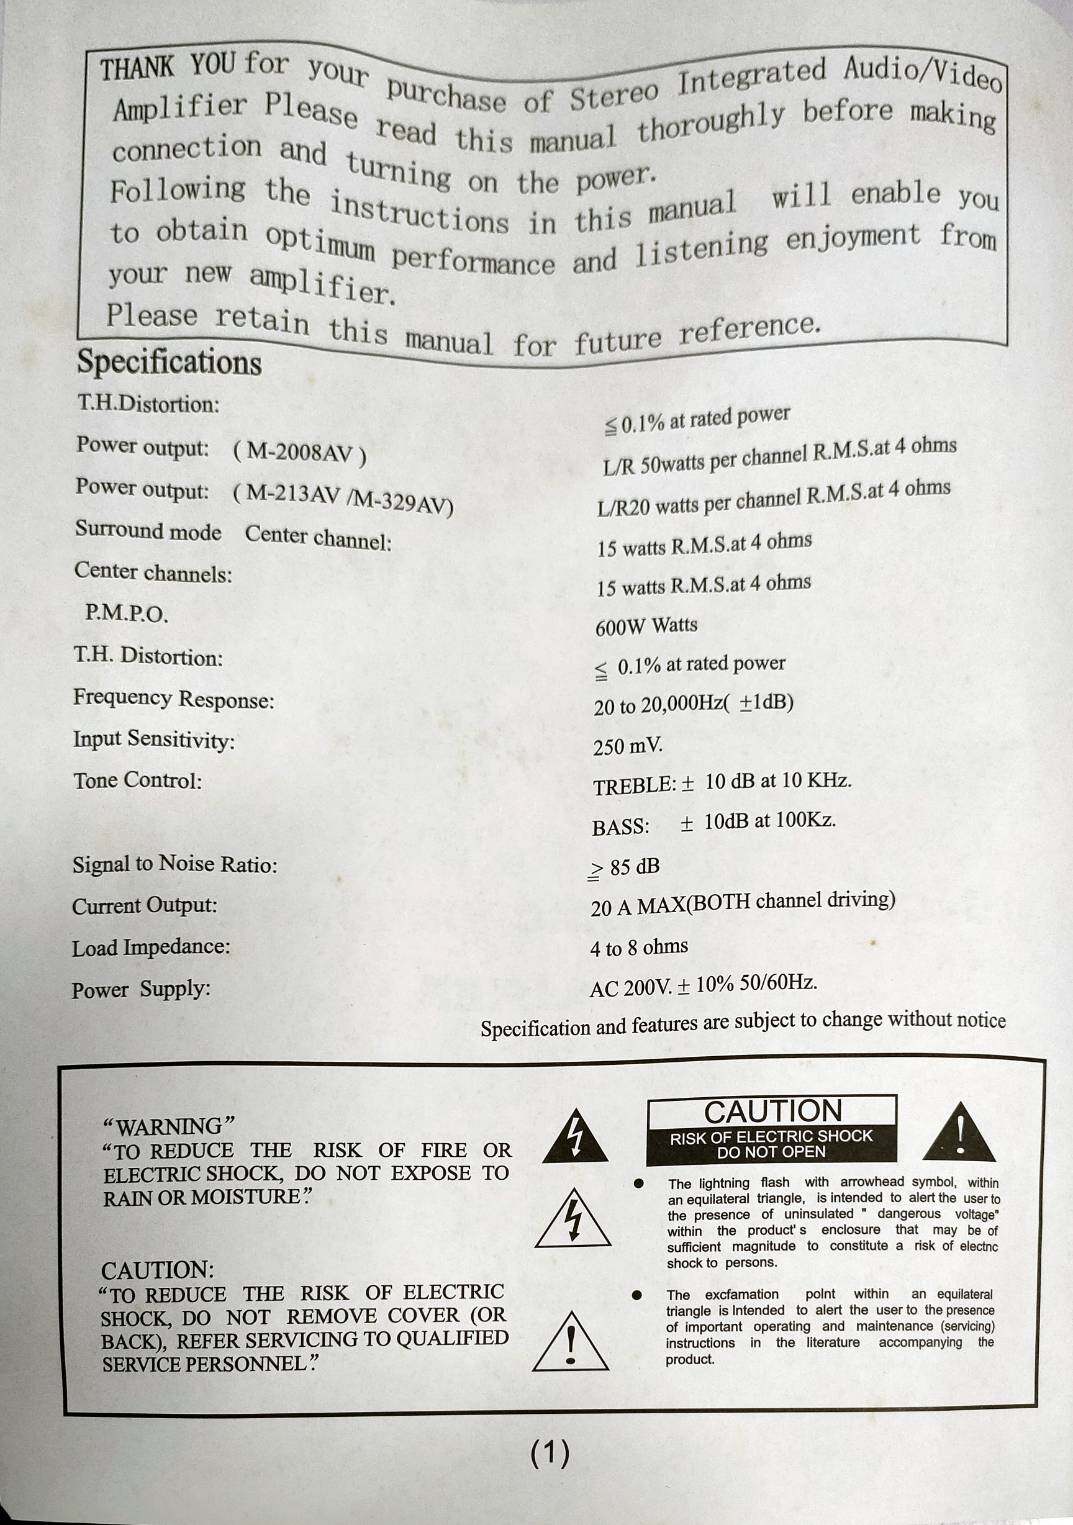 THANK YOU for your purchase of Stereo Integrated Audio/Video
Amplifier Please read this manual thoroughly before making
connection and turning on the power.
Following the instructions in this manual will enable you
to obtain optimum performance and listening enjoyment from
your new amplifier.
Please retain this manual for future reference.
Specifications
T.H.Distortion: ≦0.1% at rated power
Power output: ( M-2008AV ) L/R 50watts per channel R.M.S.at 4 ohms
Power output: ( M-213AV /M-329AV) L/R20 watts per channel R.M.S.at 4 ohms
Surround mode Center channel: 15 watts R.M.S.at 4 ohms
Center channels: 15 watts R.M.S.at 4 ohms
P.M.P.O. 600W Watts
T.H. Distortion: ≦ 0.1% at rated power
Frequency Response: 20 to 20,000Hz( ±1dB)
Input Sensitivity: 250 mV.
Tone Control: TREBLE: ± 10 dB at 10 KHz.
BASS: ± 10dB at 100Kz.
Signal to Noise Ratio: ≧ 85 dB
Current Output: 20 A MAX(BOTH channel driving)
Load Impedance: 4 to 8 ohms
Power Supply: AC 200V. ± 10% 50/60Hz.
Specification and features are subject to change without notice
“WARNING”
“TO REDUCE THE RISK OF FIRE OR
ELECTRIC SHOCK, DO NOT EXPOSE TO
RAIN OR MOISTURE.”
CAUTION:
“TO REDUCE THE RISK OF ELECTRIC
SHOCK, DO NOT REMOVE COVER (OR
BACK), REFER SERVICING TO QUALIFIED
SERVICE PERSONNEL.”
CAUTION
RISK OF ELECTRIC SHOCK
DO NOT OPEN
!
● The lightning flash with arrowhead symbol, within
an equilateral triangle, is intended to alert the user to
the presence of uninsulated " dangerous voltage"
within the product' s enclosure that may be of
sufficient magnitude to constitute a risk of electnc
shock to persons.
!
● The excfamation polnt within an equilateral
triangle is lntended to alert the user to the presence
of important operating and maintenance (servicing)
instructions in the literature accompanying the
product.
(1)